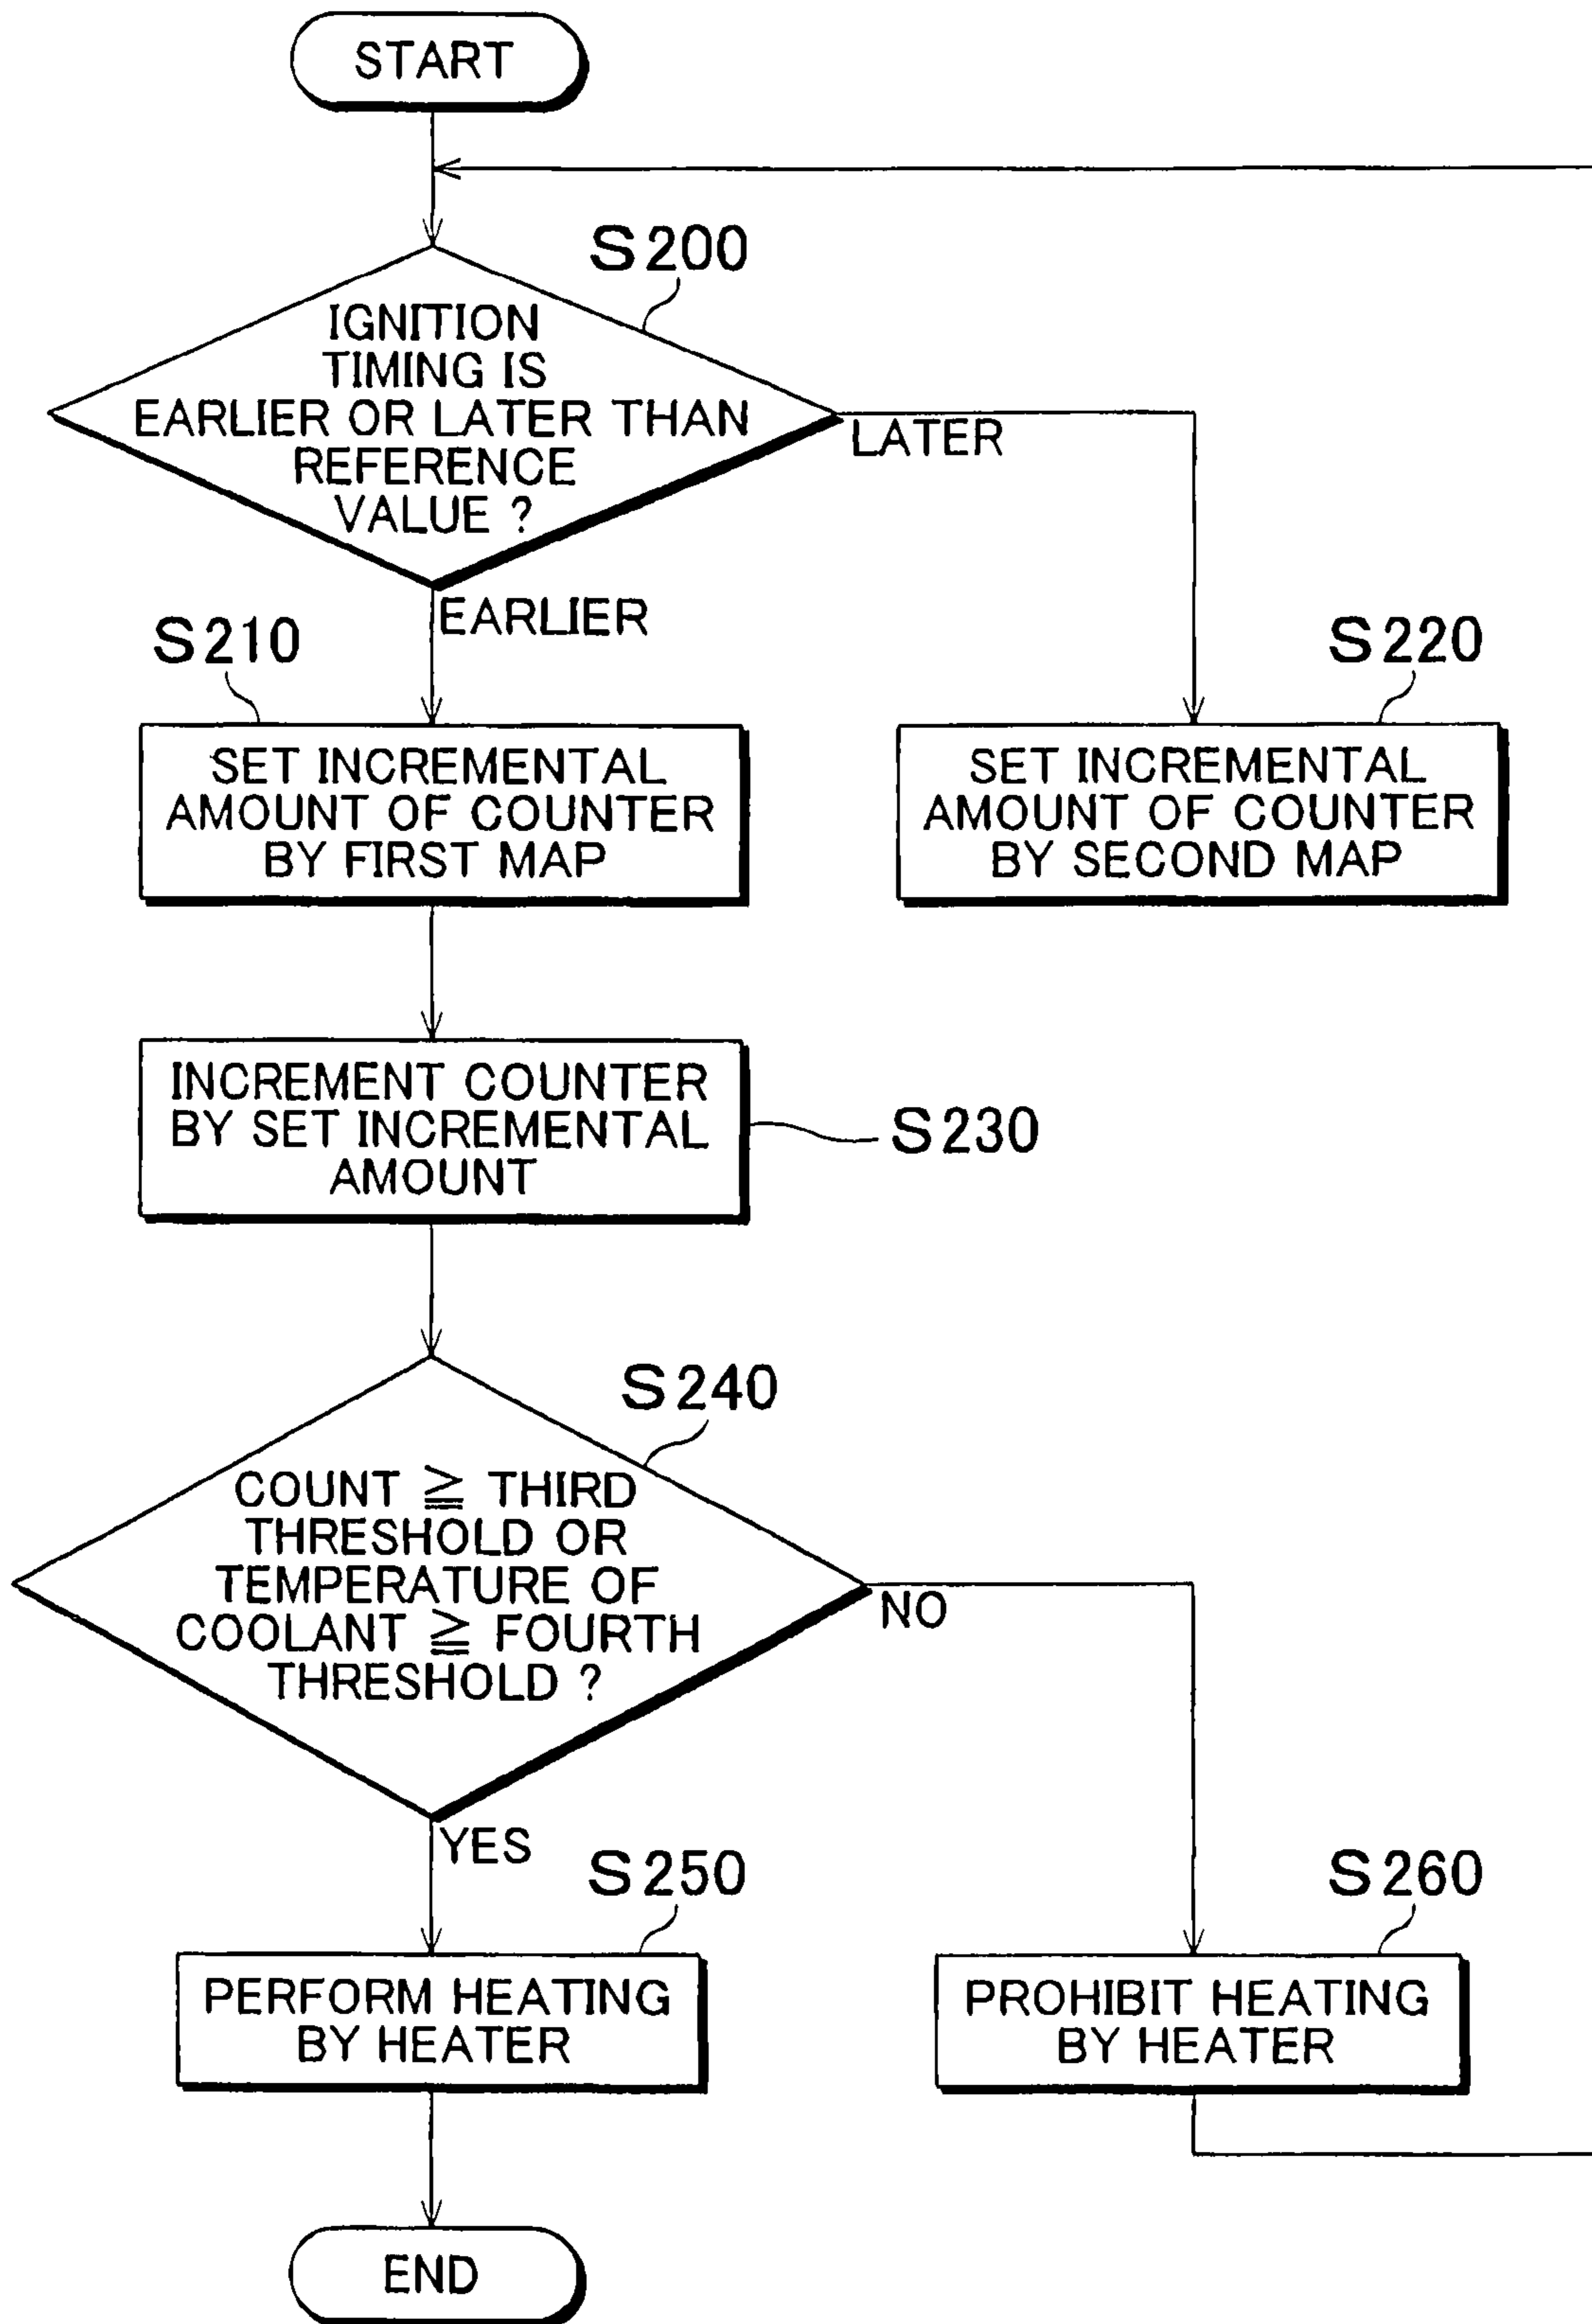 START
S200
IGNITION
TIMING IS
EARLIER OR LATER THAN
REFERENCE
VALUE ?
LATER
EARLIER
S210
SET INCREMENTAL
AMOUNT OF COUNTER
BY FIRST MAP
S220
SET INCREMENTAL
AMOUNT OF COUNTER
BY SECOND MAP
INCREMENT COUNTER
BY SET INCREMENTAL
AMOUNT
S230
S240
COUNT ≧ THIRD
THRESHOLD OR
TEMPERATURE OF
COOLANT ≧ FOURTH
THRESHOLD ?
NO
YES
S250
PERFORM HEATING
BY HEATER
S260
PROHIBIT HEATING
BY HEATER
END